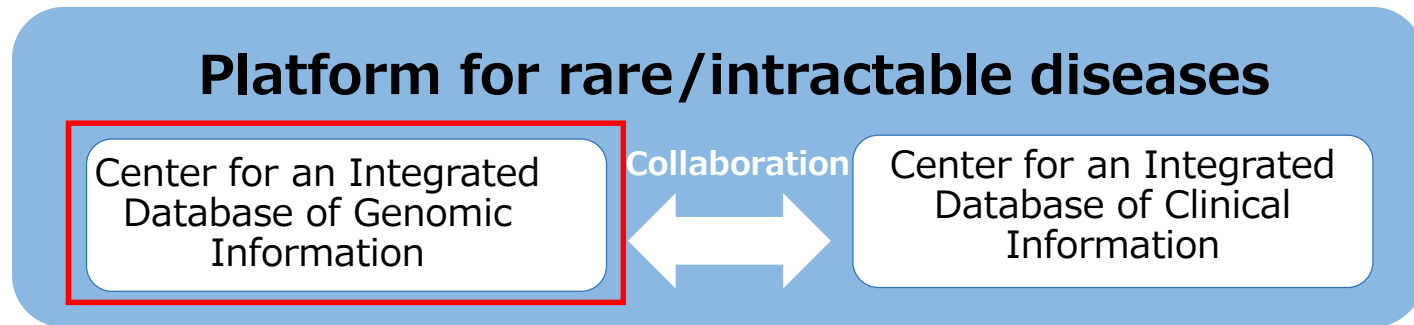 Platform for rare/intractable diseases
Center for an Integrated
Database of Genomic
Information
Collaboration
Center for an Integrated
Database of Clinical
Information